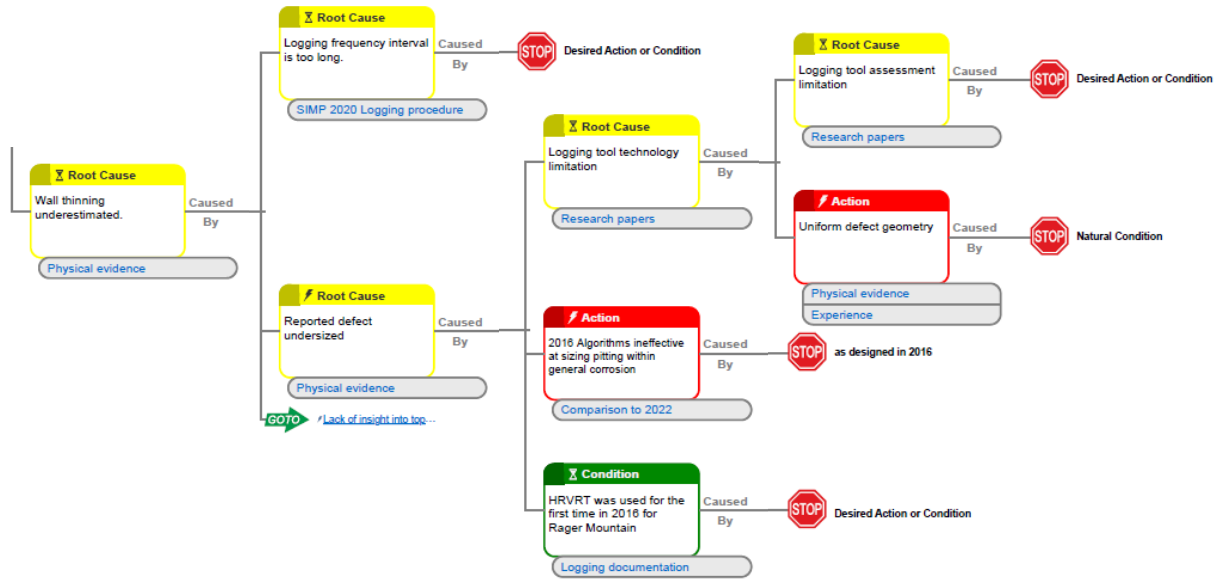 Root Cause
Logging frequency interval
is too long.
SIMP 2020 Logging procedure
Caused
By
STOP
Desired Action or Condition
Root Cause
Logging tool assessment
limitation
Research papers
Caused
By
STOP
Desired Action or Condition
Root Cause
Logging tool technology
limitation
Research papers
Caused
By
Root Cause
Wall thinning
underestimated.
Physical evidence
Caused
By
Action
Uniform defect geometry
Physical evidence
Experience
Caused
By
STOP
Natural Condition
Root Cause
Reported defect
undersized
Physical evidence
Caused
By
Action
2016 Algorithms ineffective
at sizing pitting within
general corrosion
Comparison to 2022
Caused
By
STOP
as designed in 2016
GOTO
Lack of insight into top...
Condition
HRVRT was used for the
first time in 2016 for
Rager Mountain
Logging documentation
Caused
By
STOP
Desired Action or Condition